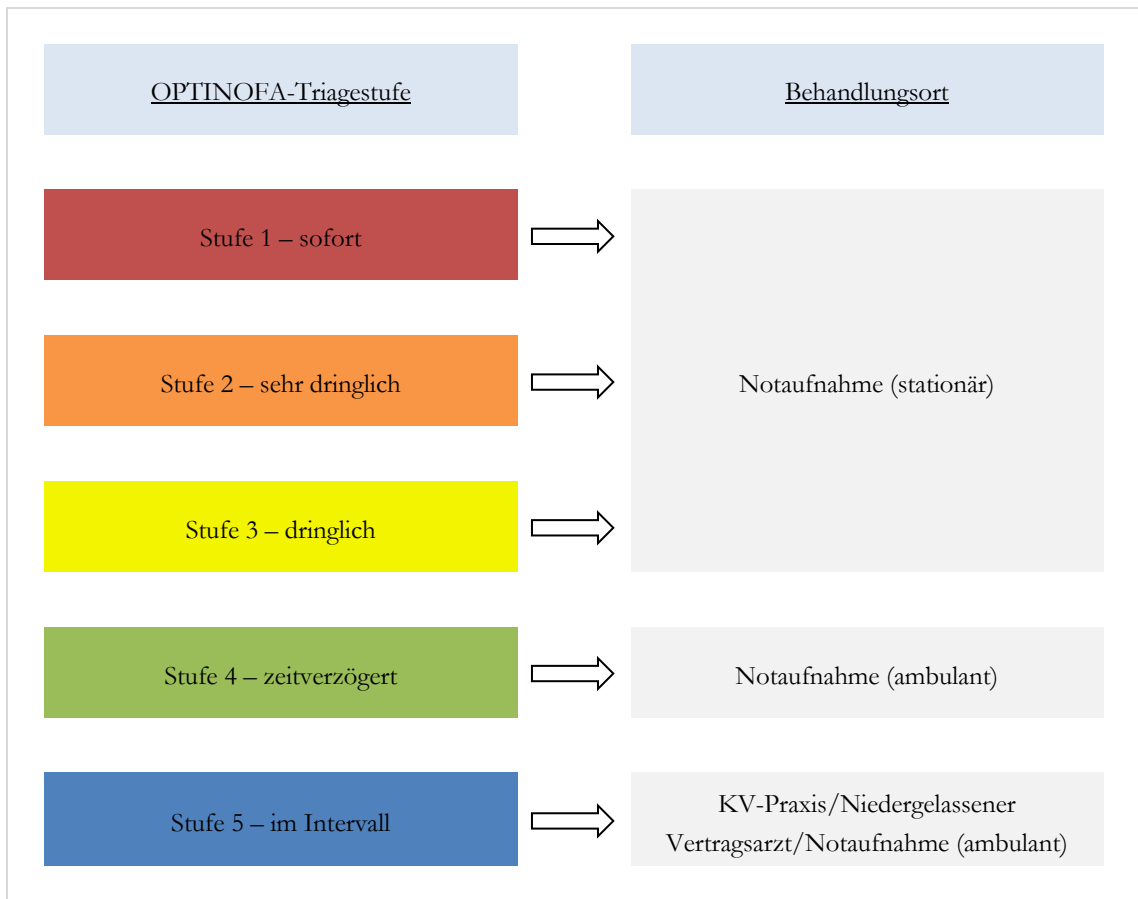 OPTINOFA-Triagestufe
Behandlungsort
Stufe 1 – sofort
Stufe 2 – sehr dringlich
Notaufnahme (stationär)
Stufe 3 – dringlich
Stufe 4 – zeitverzögert
Notaufnahme (ambulant)
Stufe 5 – im Intervall
KV-Praxis/Niedergelassener
Vertragsarzt/Notaufnahme (ambulant)